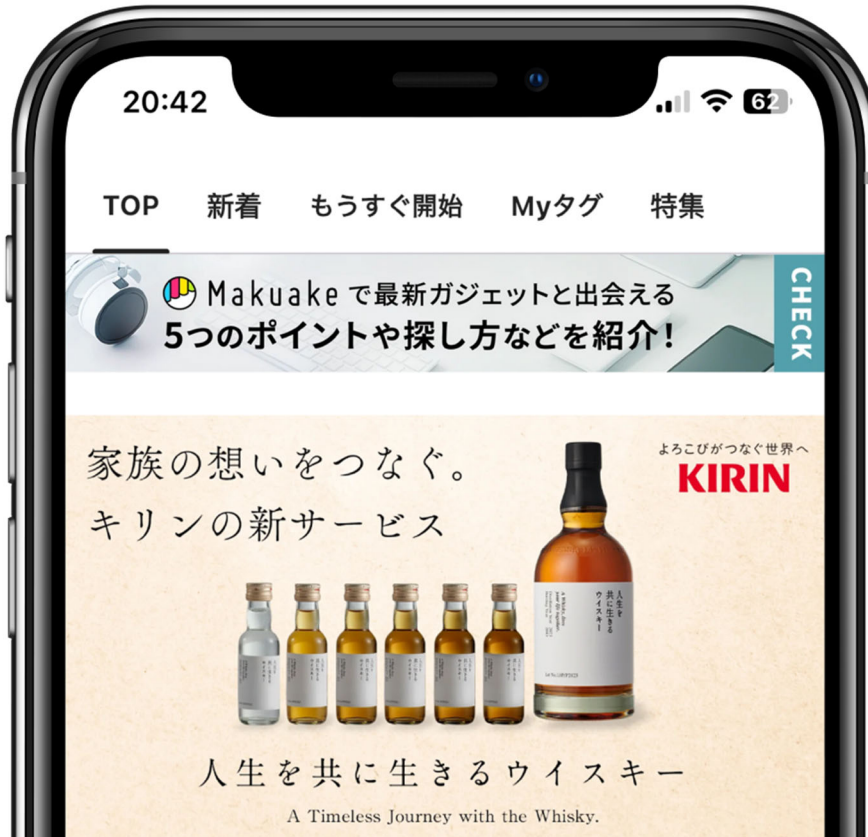 20:42
62
TOP 新着 もうすぐ開始 Myタグ 特集
Makuake で最新ガジェットと出会える
5つのポイントや探し方などを紹介！
CHECK
家族の想いをつなぐ。
キリンの新サービス
よろこびがつなぐ世界へ
KIRIN
人生を
共に生きる
ウイスキー
人生を共に生きるウイスキー
A Timeless Journey with the Whisky.